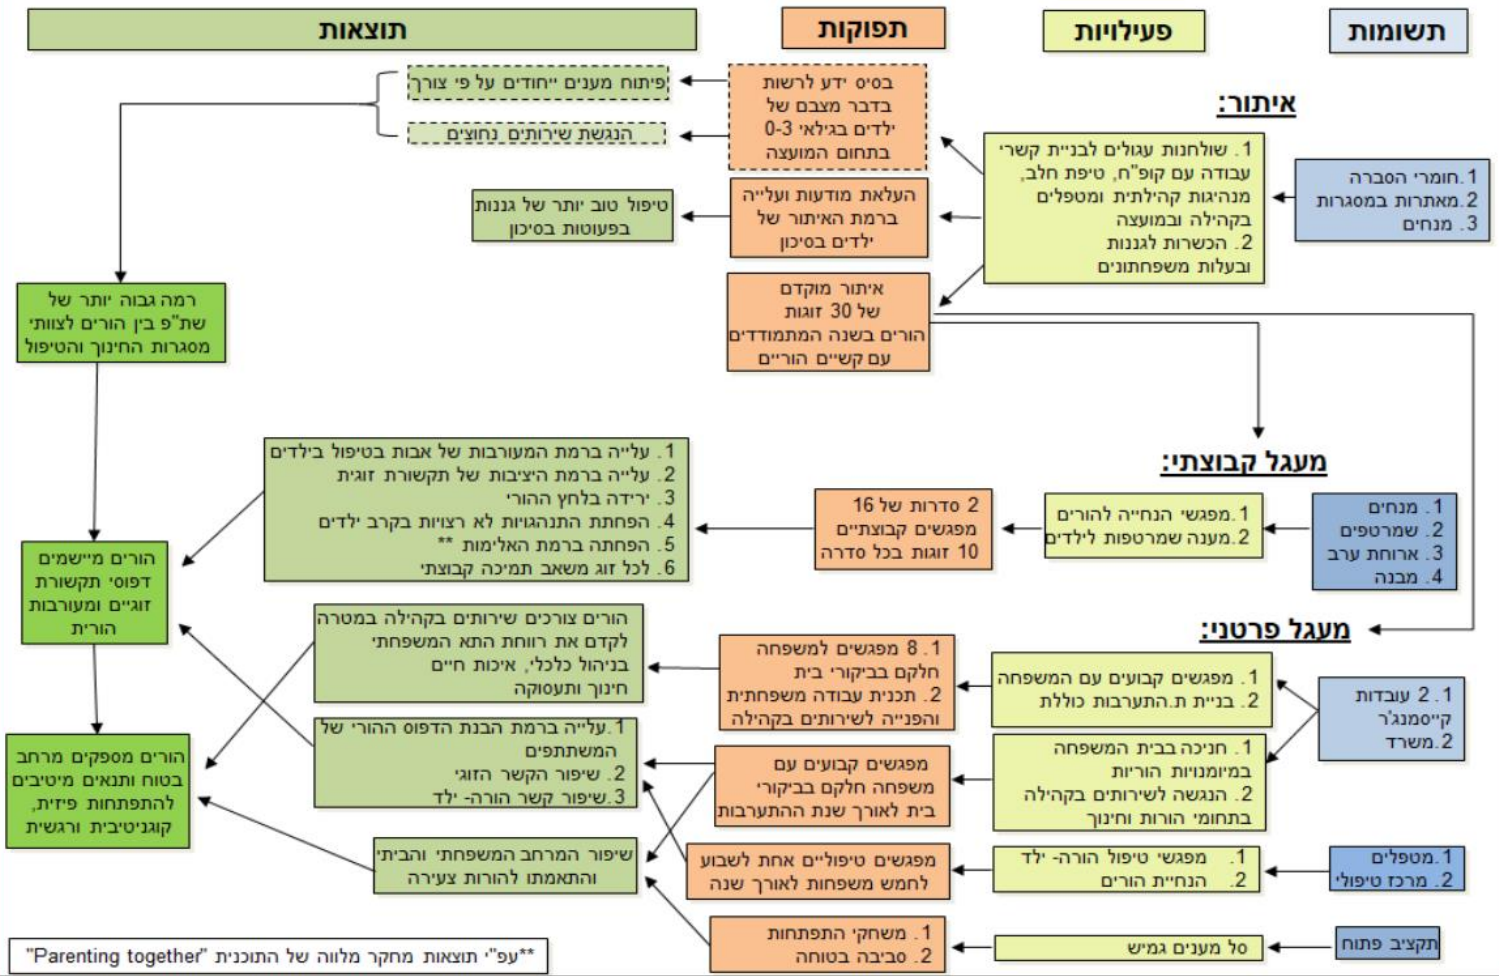 תשומות
פעילויות
תפוקות
תוצאות
איתור:
1.חומרי הסברה
2.מאתרות במסגרות
3. מנחים
1. שולחנות עגולים לבניית קשרי
עבודה עם קופ"ח, טיפת חלב,
מנהיגות קהילתית ומטפלים
בקהילה ובמועצה
2. הכשרות לגננות
ובעלות משפחתונים
בסיס ידע לרשות
בדבר מצבם של
ילדים בגילאי 0-3
בתחום המועצה
העלאת מודעות ועלייה
ברמת האיתור של
ילדים בסיכון
איתור מוקדם
של 30 זוגות
הורים בשנה המתמודדים
עם קשיים הוריים
פיתוח מענים ייחודים על פי צורך
הנגשת שירותים נחוצים
טיפול טוב יותר של גננות
בפעוטות בסיכון
רמה גבוה יותר של
שת"פ בין הורים לצוותי
מסגרות החינוך והטיפול
מעגל קבוצתי:
1. מנחים
2. שמרטפים
3. ארוחת ערב
4. מבנה
1.מפגשי הנחייה להורים
2.מענה שמרטפות לילדים
2 סדרות של 16
מפגשים קבוצתיים
10 זוגות בכל סדרה
1. עלייה ברמת המעורבות של אבות בטיפול בילדים
2. עלייה ברמת היציבות של תקשורת זוגית
3. ירידה בלחץ ההורי
4. הפחתת התנהגויות לא רצויות בקרב ילדים
5. הפחתה ברמת האלימות **
6. לכל זוג משאב תמיכה קבוצתי
הורים מיישמים
דפוסי תקשורת
זוגיים ומעורבות
הורית
מעגל פרטני:
1. 2 עובדות
קייסמנג'ר
2.משרד
1. מפגשים קבועים עם המשפחה
2. בניית ת.התערבות כוללת
1. 8 מפגשים למשפחה
חלקם בביקורי בית
2. תכנית עבודה משפחתית
והפנייה לשירותים בקהילה
הורים צורכים שירותים בקהילה במטרה
לקדם את רווחת התא המשפחתי
בניהול כלכלי, איכות חיים
חינוך ותעסוקה
1. חניכה בבית המשפחה
במיומנויות הוריות
2. הנגשה לשירותים בקהילה
בתחומי הורות וחינוך
מפגשים קבועים עם
משפחה חלקם בביקורי
בית לאורך שנת ההתערבות
1.עלייה ברמת הבנת הדפוס ההורי של
המשתתפים
2. שיפור הקשר הזוגי
3.שיפור קשר הורה- ילד
הורים מספקים מרחב
בטוח ותנאים מיטיבים
להתפתחות פיזית,
קוגניטיבית ורגשית
1.מטפלים
2. מרכז טיפולי
1. מפגשי טיפול הורה- ילד
2. הנחיית הורים
מפגשים טיפוליים אחת לשבוע
לחמש משפחות לאורך שנה
שיפור המרחב המשפחתי והביתי
והתאמתו להורות צעירה
תקציב פתוח
סל מענים גמיש
1. משחקי התפתחות
2. סביבה בטוחה
**עפ"י תוצאות מחקר מלווה של התוכנית "Parenting together"